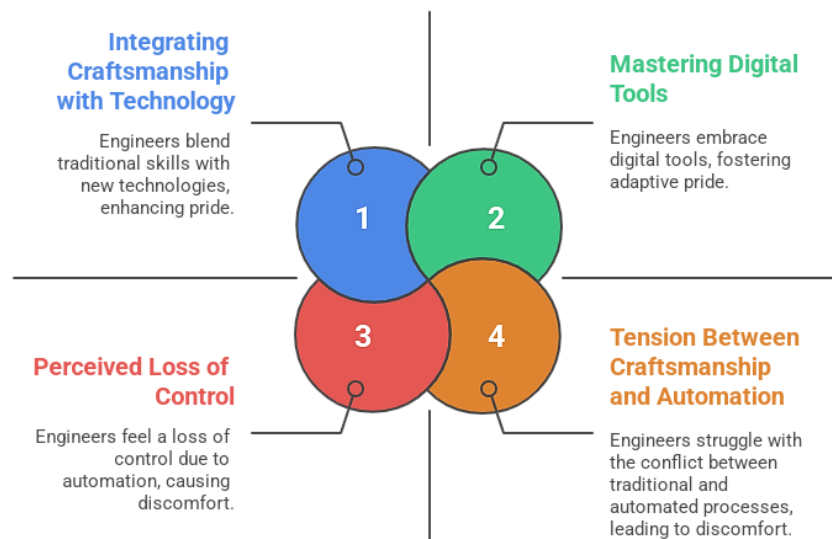 Integrating
Craftsmanship
with Technology
Engineers blend
traditional skills with
new technologies,
enhancing pride.
Mastering Digital
Tools
Engineers embrace
digital tools, fostering
adaptive pride.
1
2
3
4
Perceived Loss of
Control
Engineers feel a loss of
control due to
automation, causing
discomfort.
Tension Between
Craftsmanship
and Automation
Engineers struggle with
the conflict between
traditional and
automated processes,
leading to discomfort.